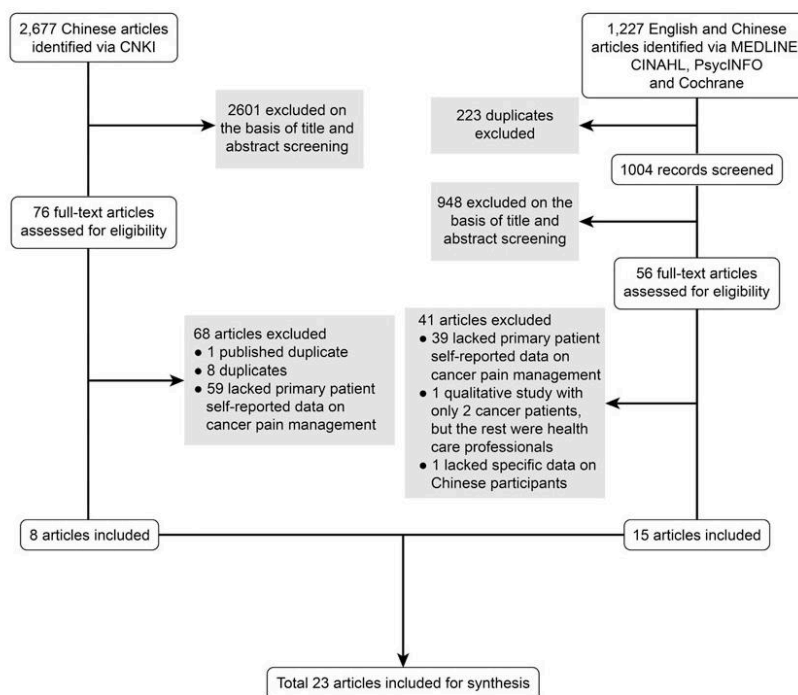 2,677 Chinese articles
identified via CNKI
1,227 English and Chinese
articles identified via MEDLINE,
CINAHL, PsycINFO
and Cochrane
2601 excluded on
the basis of title and
abstract screening
223 duplicates
excluded
1004 records screened
76 full-text articles
assessed for eligibility
948 excluded on the
basis of title and
abstract screening
56 full-text articles
assessed for eligibility
68 articles excluded
● 1 published duplicate
● 8 duplicates
● 59 lacked primary patient
self-reported data on
cancer pain management
41 articles excluded
● 39 lacked primary patient
self-reported data on
cancer pain management
● 1 qualitative study with
only 2 cancer patients,
but the rest were health
care professionals
● 1 lacked specific data on
Chinese participants
8 articles included
15 articles included
Total 23 articles included for synthesis